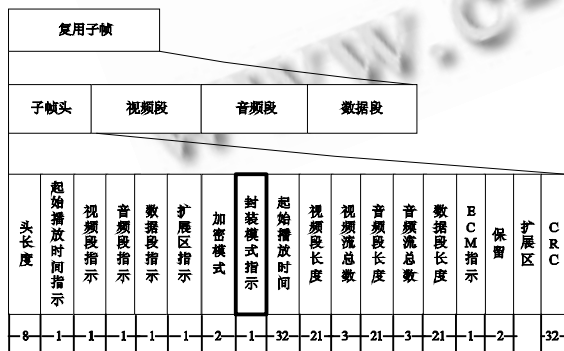 复用子帧
子帧头 视频段 音频段 数据段
头长度
起始播放时间指示
视频段指示
音频段指示
数据段指示
扩展区指示
加密模式
封装模式指示
起始播放时间
视频段长度
视频流总数
音频段长度
音频流总数
数据段长度
ECM指示
保留
扩展区
CRC
8 1 1 1 1 1 2 1 32 21 3 21 3 21 1 2 32